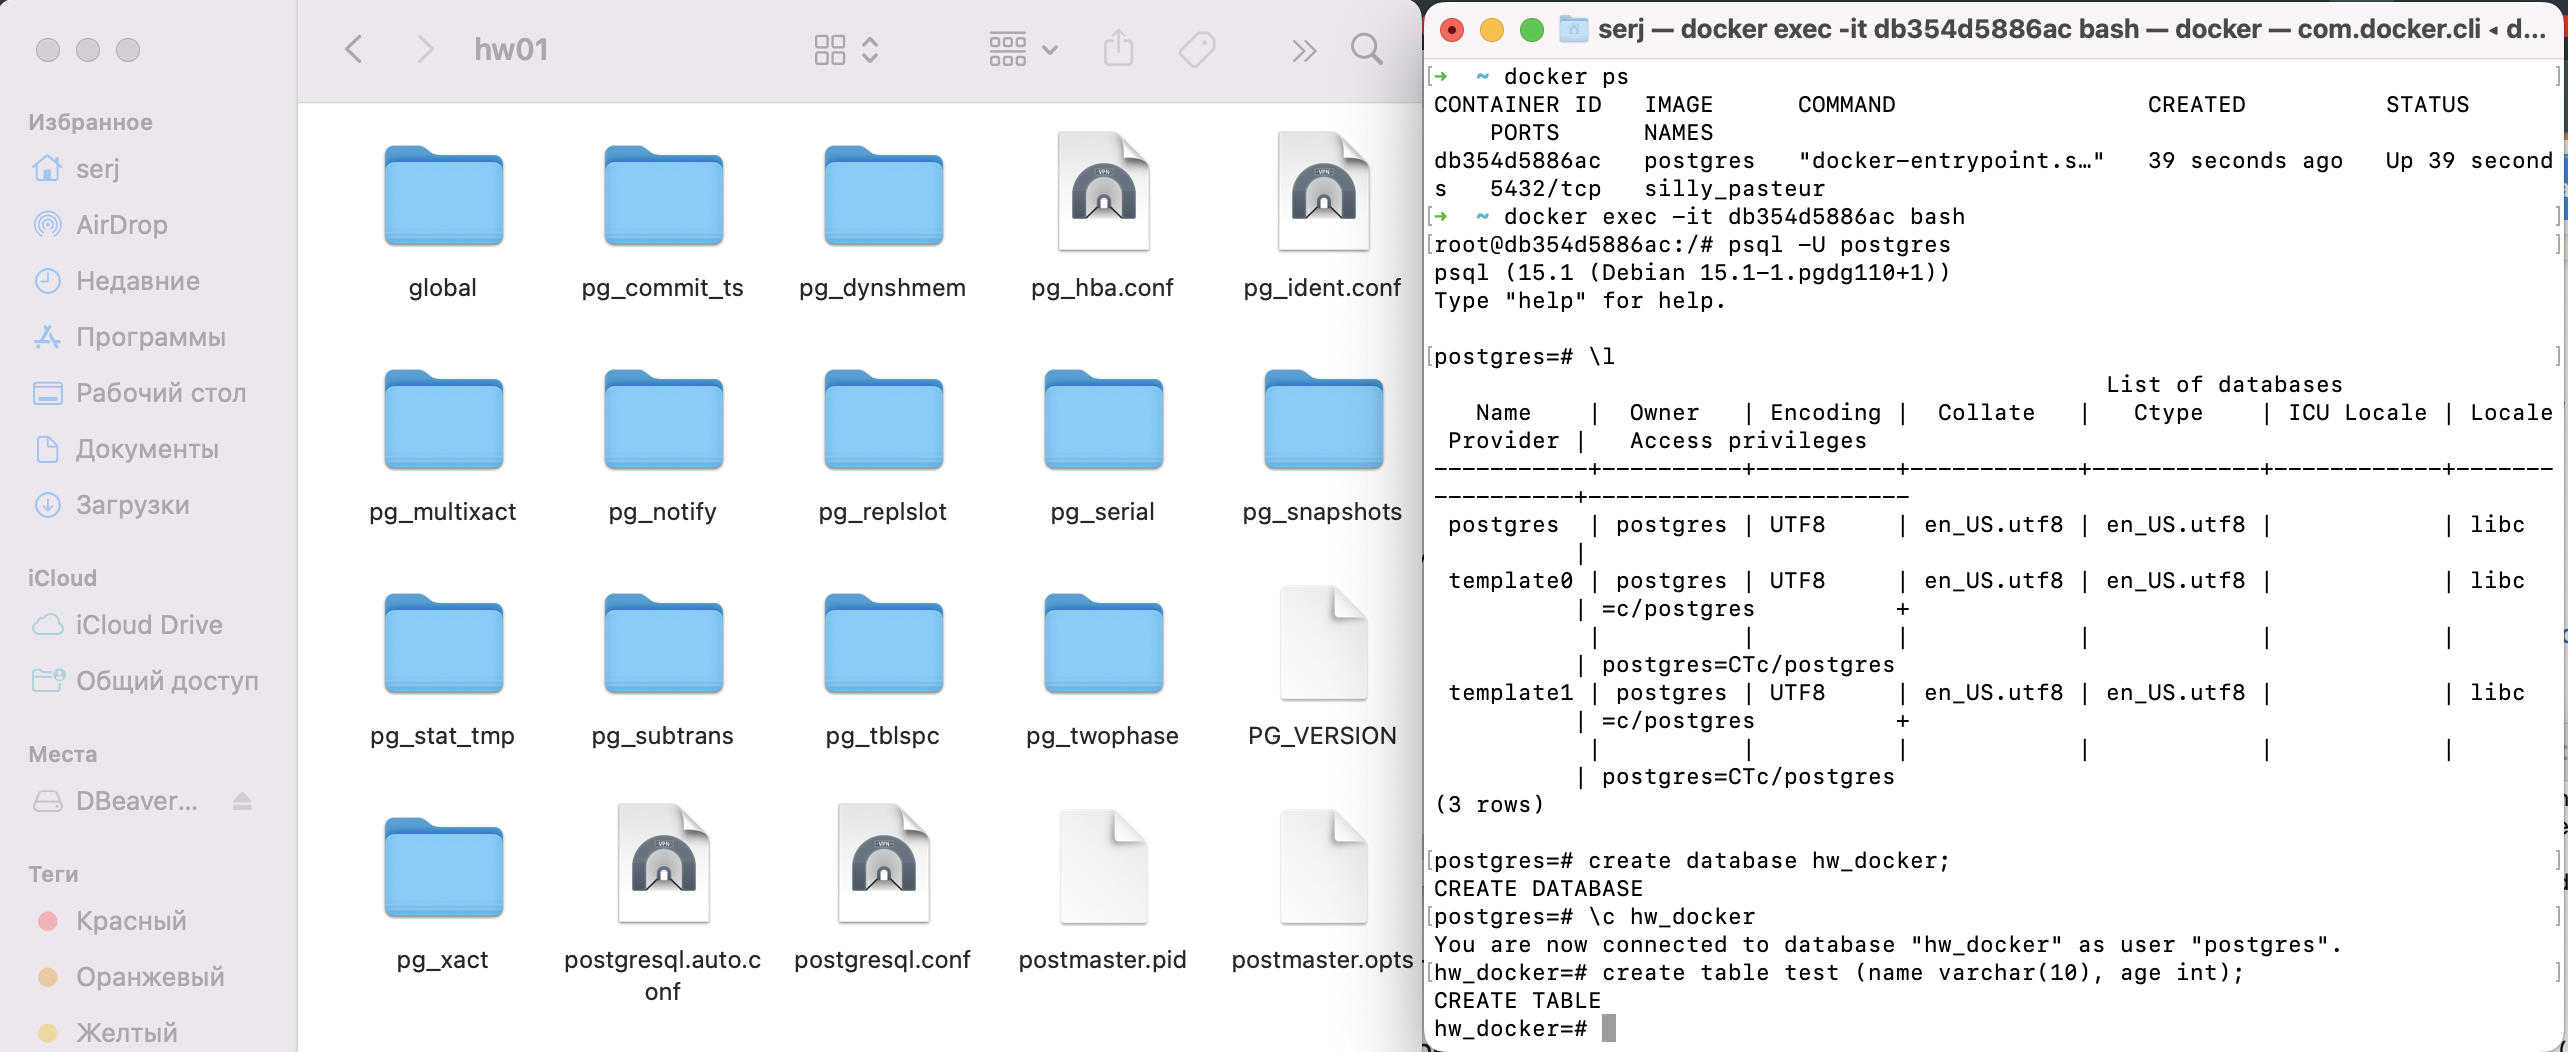 hw01
Избранное
serj
AirDrop
Недавние
Программы
Рабочий стол
Документы
Загрузки
iCloud
iCloud Drive
Общий доступ
Места
DBeaver...
Теги
Красный
Оранжевый
Желтый
global
pg_commit_ts
pg_dynshmem
VPN
pg_hba.conf
VPN
pg_ident.conf
pg_multixact
pg_notify
pg_replslot
pg_serial
pg_snapshots
pg_stat_tmp
pg_subtrans
pg_tblspc
pg_twophase
PG_VERSION
pg_xact
VPN
postgresql.auto.c
onf
VPN
postgresql.conf
postmaster.pid
postmaster.opts
serj — docker exec -it db354d5886ac bash — docker — com.docker.cli ◂ d...
[➜  ~ docker ps                                                                 ]
CONTAINER ID   IMAGE      COMMAND                  CREATED          STATUS
    PORTS      NAMES
db354d5886ac   postgres   "docker-entrypoint.s…"   39 seconds ago   Up 39 second
s   5432/tcp   silly_pasteur
[➜  ~ docker exec -it db354d5886ac bash                                         ]
[root@db354d5886ac:/# psql -U postgres                                          ]
psql (15.1 (Debian 15.1-1.pgdg110+1))
Type "help" for help.
[postgres=# \l                                                                  ]
                                                List of databases
   Name    |  Owner   | Encoding |  Collate   |   Ctype    | ICU Locale | Locale
 Provider |   Access privileges
-----------+----------+----------+------------+------------+------------+-------
----------+-----------------------
 postgres  | postgres | UTF8     | en_US.utf8 | en_US.utf8 |            | libc
          |
 template0 | postgres | UTF8     | en_US.utf8 | en_US.utf8 |            | libc
          | =c/postgres          +
           |          |          |            |            |            |
          | postgres=CTc/postgres
 template1 | postgres | UTF8     | en_US.utf8 | en_US.utf8 |            | libc
          | =c/postgres          +
           |          |          |            |            |            |
          | postgres=CTc/postgres
(3 rows)
[postgres=# create database hw_docker;                                          ]
CREATE DATABASE
[postgres=# \c hw_docker                                                        ]
You are now connected to database "hw_docker" as user "postgres".
[hw_docker=# create table test (name varchar(10), age int);                     ]
CREATE TABLE
hw_docker=#